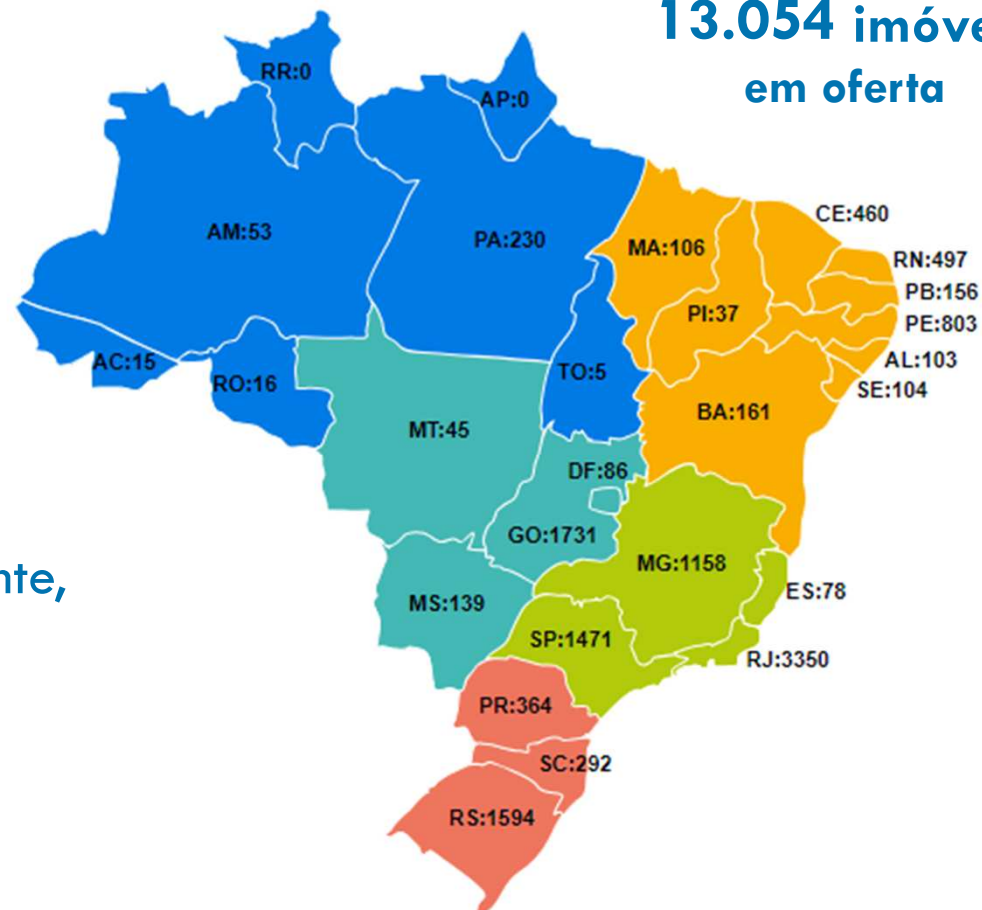 13.054 imóve
em oferta
RR:0
AP:0
AM:53
PA:230
MA:106
CE:460
RN:497
PB:156
PI:37
PE:803
AL:103
SE:104
AC:15
RO:16
TO:5
BA:161
MT:45
DF:86
GO:1731
MG:1158
nte,
ES:78
MS:139
SP:1471
RJ:3350
PR:364
SC:292
RS:1594